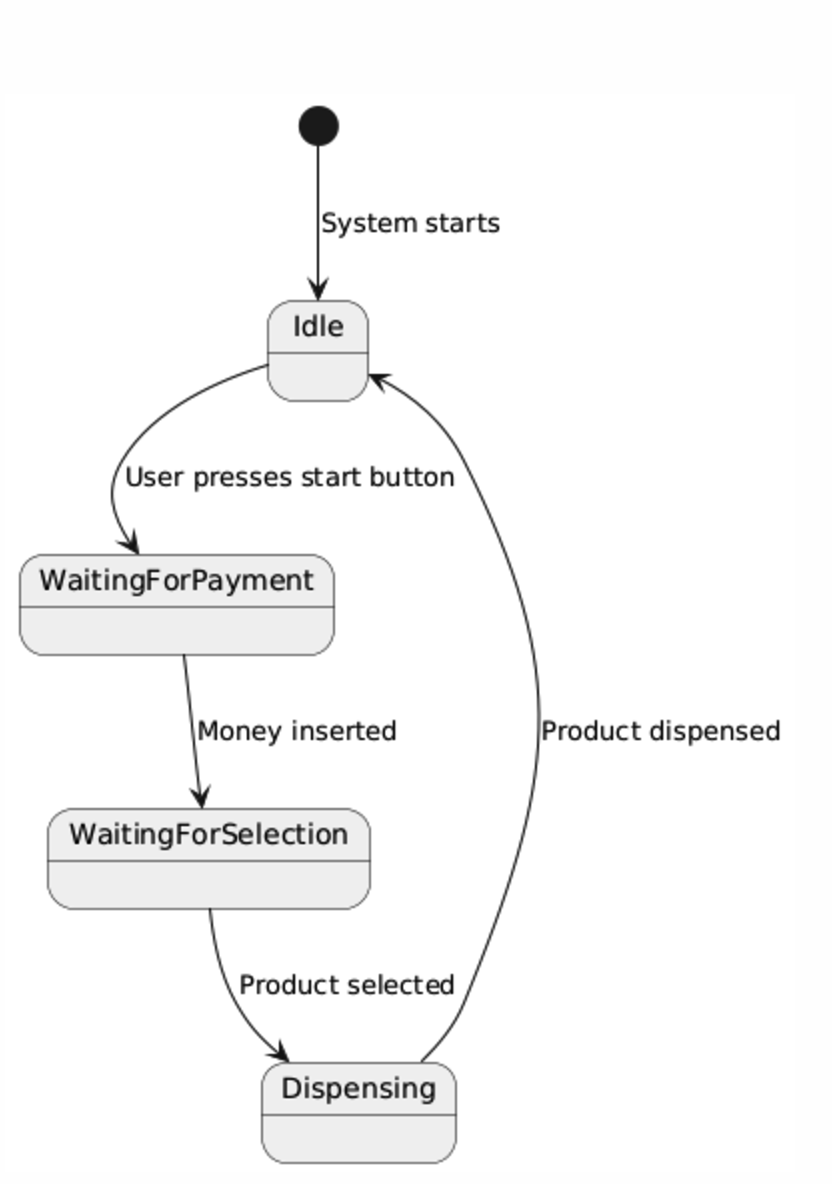 System starts
Idle
User presses start button
WaitingForPayment
Money inserted
Product dispensed
WaitingForSelection
Product selected
Dispensing